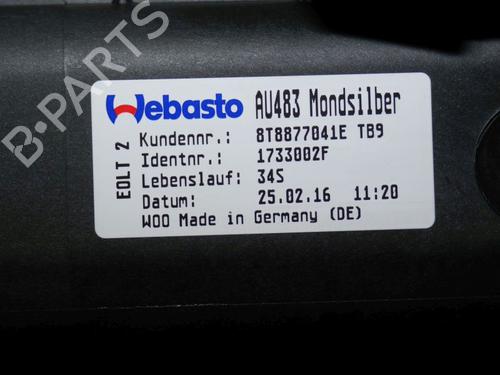 Webasto AU483 Mondsilber
EOLT 2
Kundennr.: 8T8877041E TB9
Identnr.: 1733002F
Lebenslauf: 34S
Datum: 25.02.16 11:20
WOO Made in Germany (DE)
B-PARTS